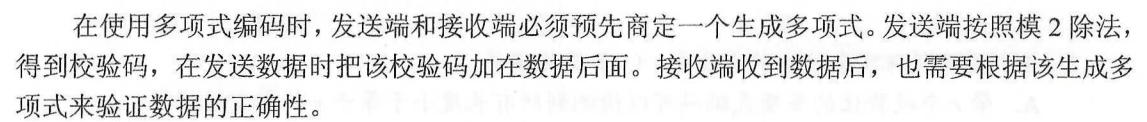 在使用多项式编码时，发送端和接收端必须预先商定一个生成多项式。发送端按照模 2 除法，
得到校验码，在发送数据时把该校验码加在数据后面。接收端收到数据后，也需要根据该生成多
项式来验证数据的正确性。